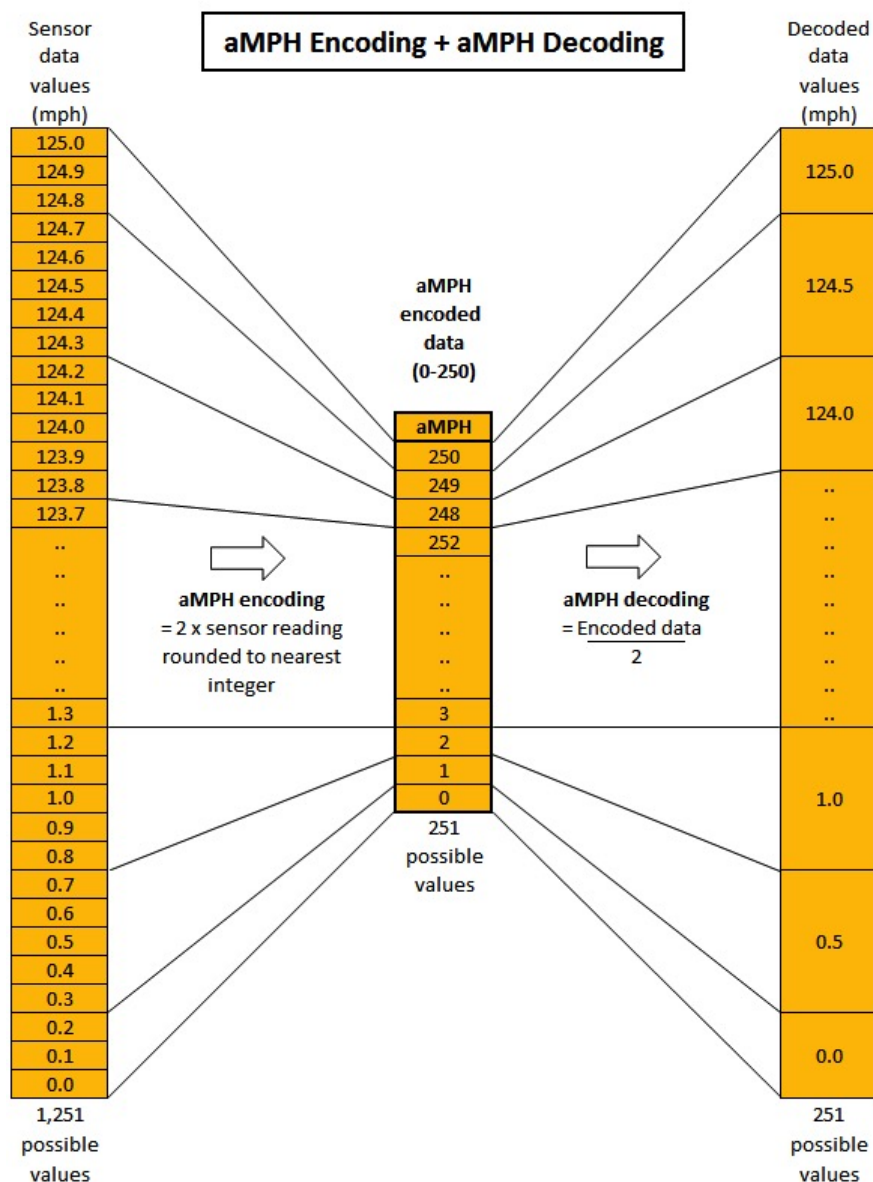 aMPH Encoding + aMPH Decoding
Sensor
data
values
(mph)
125.0
124.9
124.8
124.7
124.6
124.5
124.4
124.3
124.2
124.1
124.0
123.9
123.8
123.7
..
..
..
..
..
..
1.3
1.2
1.1
1.0
0.9
0.8
0.7
0.6
0.5
0.4
0.3
0.2
0.1
0.0
1,251
possible
values
aMPH encoding
= 2 x sensor reading
rounded to nearest
integer
aMPH
encoded
data
(0-250)
aMPH
250
249
248
252
..
..
..
..
..
3
2
1
0
251
possible
values
aMPH decoding
= Encoded data
2
Decoded
data
values
(mph)
125.0
124.5
124.0
..
..
..
..
..
..
..
..
..
1.0
0.5
0.0
251
possible
values